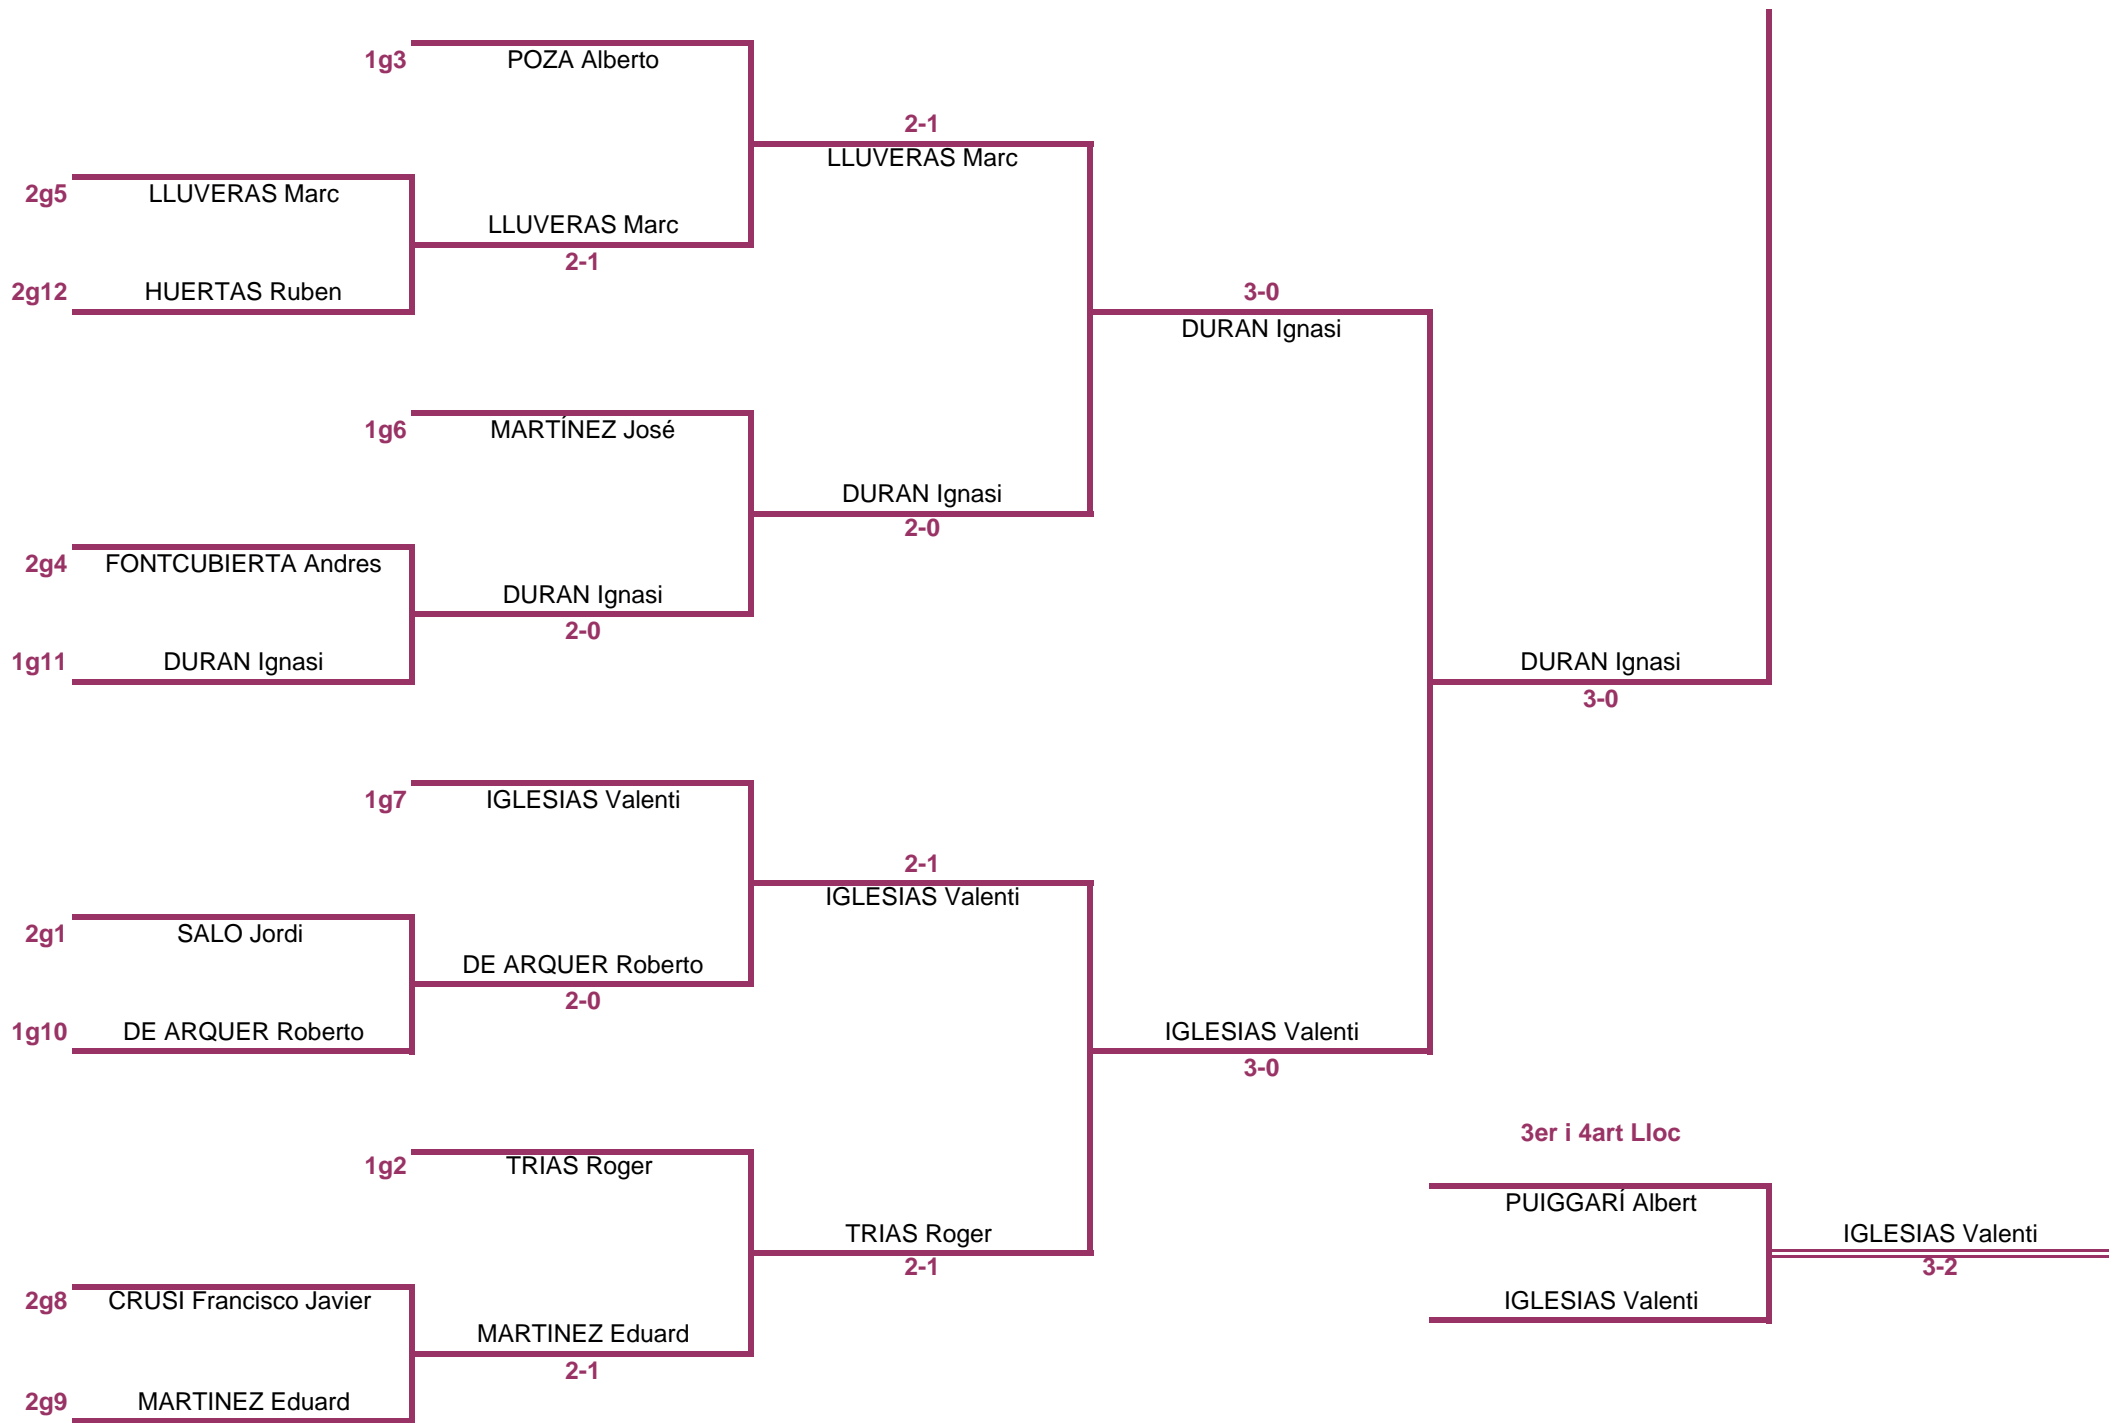 1g3 POZA Alberto
2-1
LLUVERAS Marc
2g5 LLUVERAS Marc
LLUVERAS Marc
2-1
2g12 HUERTAS Ruben
3-0
DURAN Ignasi
1g6 MARTÍNEZ José
DURAN Ignasi
2-0
2g4 FONTCUBIERTA Andres
DURAN Ignasi
2-0
1g11 DURAN Ignasi
DURAN Ignasi
3-0
1g7 IGLESIAS Valenti
2-1
IGLESIAS Valenti
2g1 SALO Jordi
DE ARQUER Roberto
2-0
1g10 DE ARQUER Roberto
IGLESIAS Valenti
3-0
3er i 4art Lloc
1g2 TRIAS Roger
PUIGGARÍ Albert
TRIAS Roger
2-1
IGLESIAS Valenti
3-2
2g8 CRUSI Francisco Javier
IGLESIAS Valenti
MARTINEZ Eduard
2-1
2g9 MARTINEZ Eduard